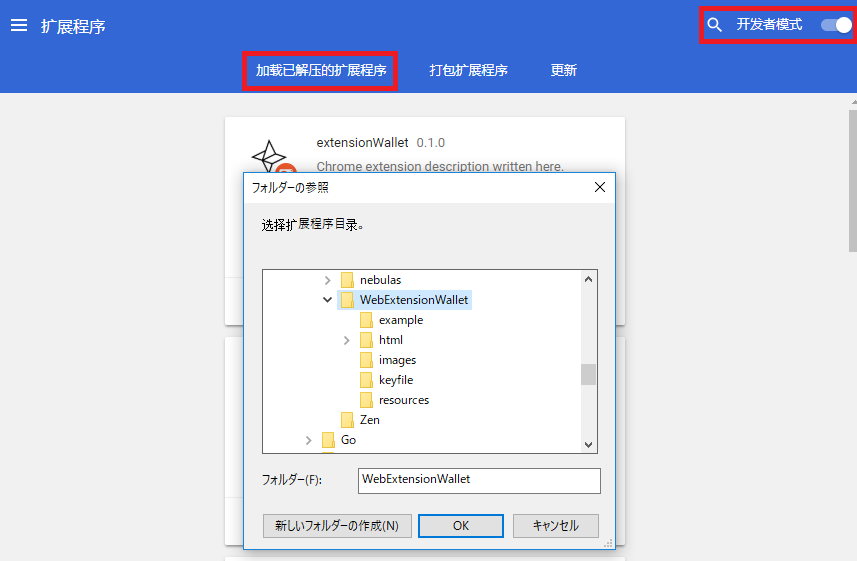 扩展程序
开发者模式
加载已解压的扩展程序
打包扩展程序
更新
extensionWallet 0.1.0
Chrome extension description written here.
フォルダーの参照
选择扩展程序目录。
nebulas
WebExtensionWallet
example
html
images
keyfile
resources
Zen
Go
フォルダー(F):
WebExtensionWallet
新しいフォルダーの作成(N)
OK
キャンセル